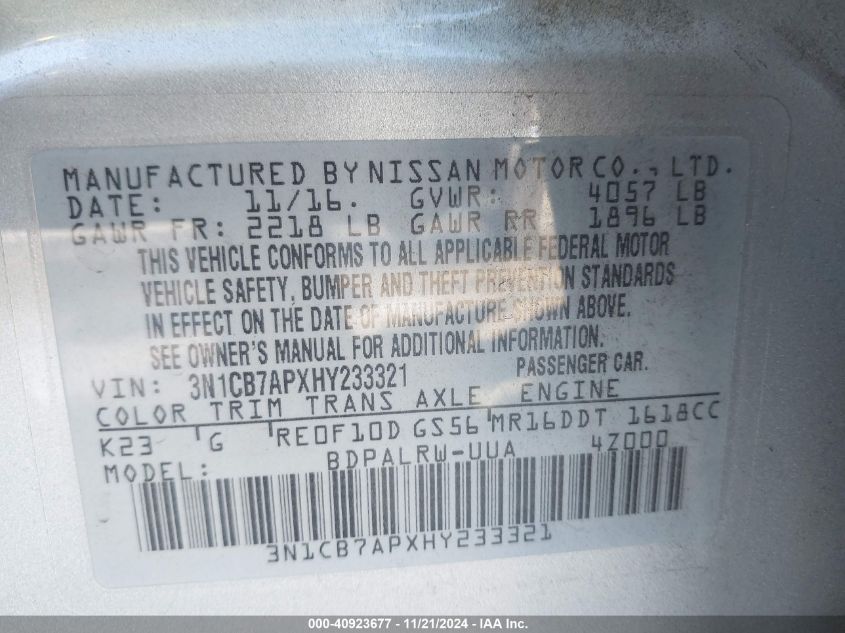 MANUFACTURED BY NISSAN MOTOR CO., LTD.
DATE: 11/16. GVWR: 4057 LB
GAWR FR: 2218 LB GAWR RR 1896 LB
THIS VEHICLE CONFORMS TO ALL APPLICABLE FEDERAL MOTOR
VEHICLE SAFETY, BUMPER AND THEFT PREVENTION STANDARDS
IN EFFECT ON THE DATE OF MANUFACTURE SHOWN ABOVE.
SEE OWNER'S MANUAL FOR ADDITIONAL INFORMATION.
VIN: 3N1CB7APXHY233321 PASSENGER CAR.
COLOR TRIM TRANS AXLE ENGINE
K23 G RE0F10D GS56 MR16DDT 1618CC
MODEL: BDPALRW-UUA 4Z000
3N1CB7APXHY233321
000-40923677 - 11/21/2024 - IAA Inc.